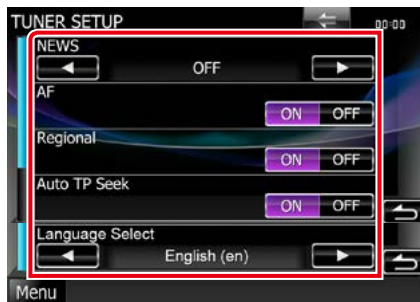 TUNER SETUP 00:00
NEWS
OFF
AF
ON OFF
Regional
ON OFF
Auto TP Seek
ON OFF
Language Select
English (en)
Menu